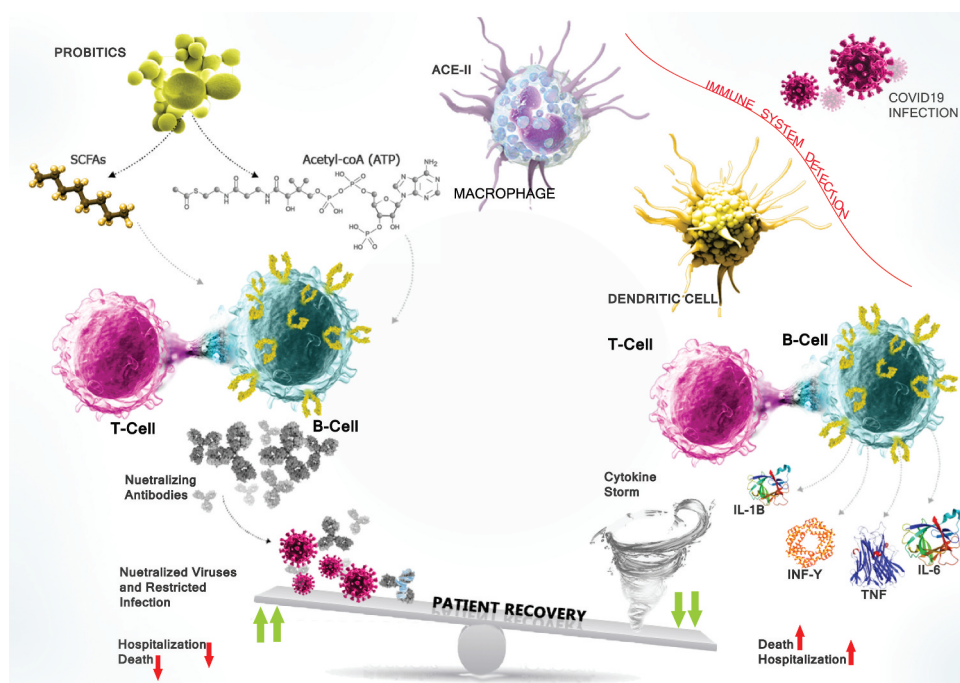 PROBITICS
SCFAs
Acetyl-coA (ATP)
ACE-II
MACROPHAGE
IMMUNE SYSTEM DETECTION
COVID19
INFECTION
DENDRITIC CELL
T-Cell
B-Cell
T-Cell
B-Cell
Nuetralizing
Antibodies
Cytokine
Storm
IL-1B
INF-Y
TNF
IL-6
Nuetralized Viruses
and Restricted
Infection
PATIENT RECOVERY
Hospitalization
Death
Death
Hospitalization